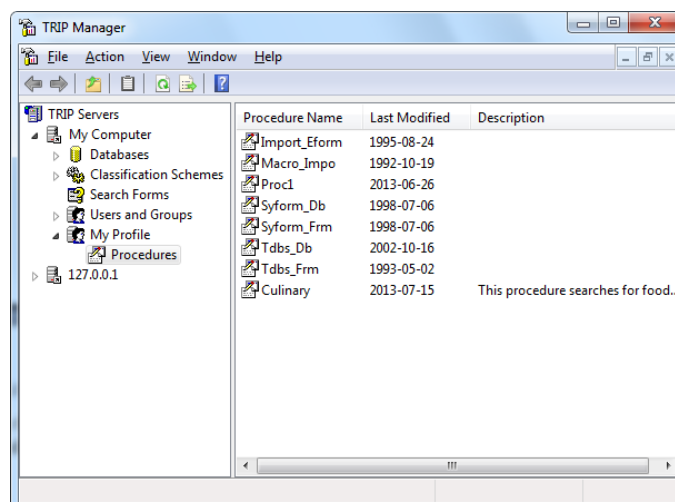 TRIP Manager
File Action View Window Help
TRIP Servers
My Computer
Databases
Classification Schemes
Search Forms
Users and Groups
My Profile
Procedures
127.0.0.1
Procedure Name Last Modified Description
Import_Eform 1995-08-24
Macro_Impo 1992-10-19
Proc1 2013-06-26
Syform_Db 1998-07-06
Syform_Frm 1998-07-06
Tdbs_Db 2002-10-16
Tdbs_Frm 1993-05-02
Culinary 2013-07-15 This procedure searches for food..